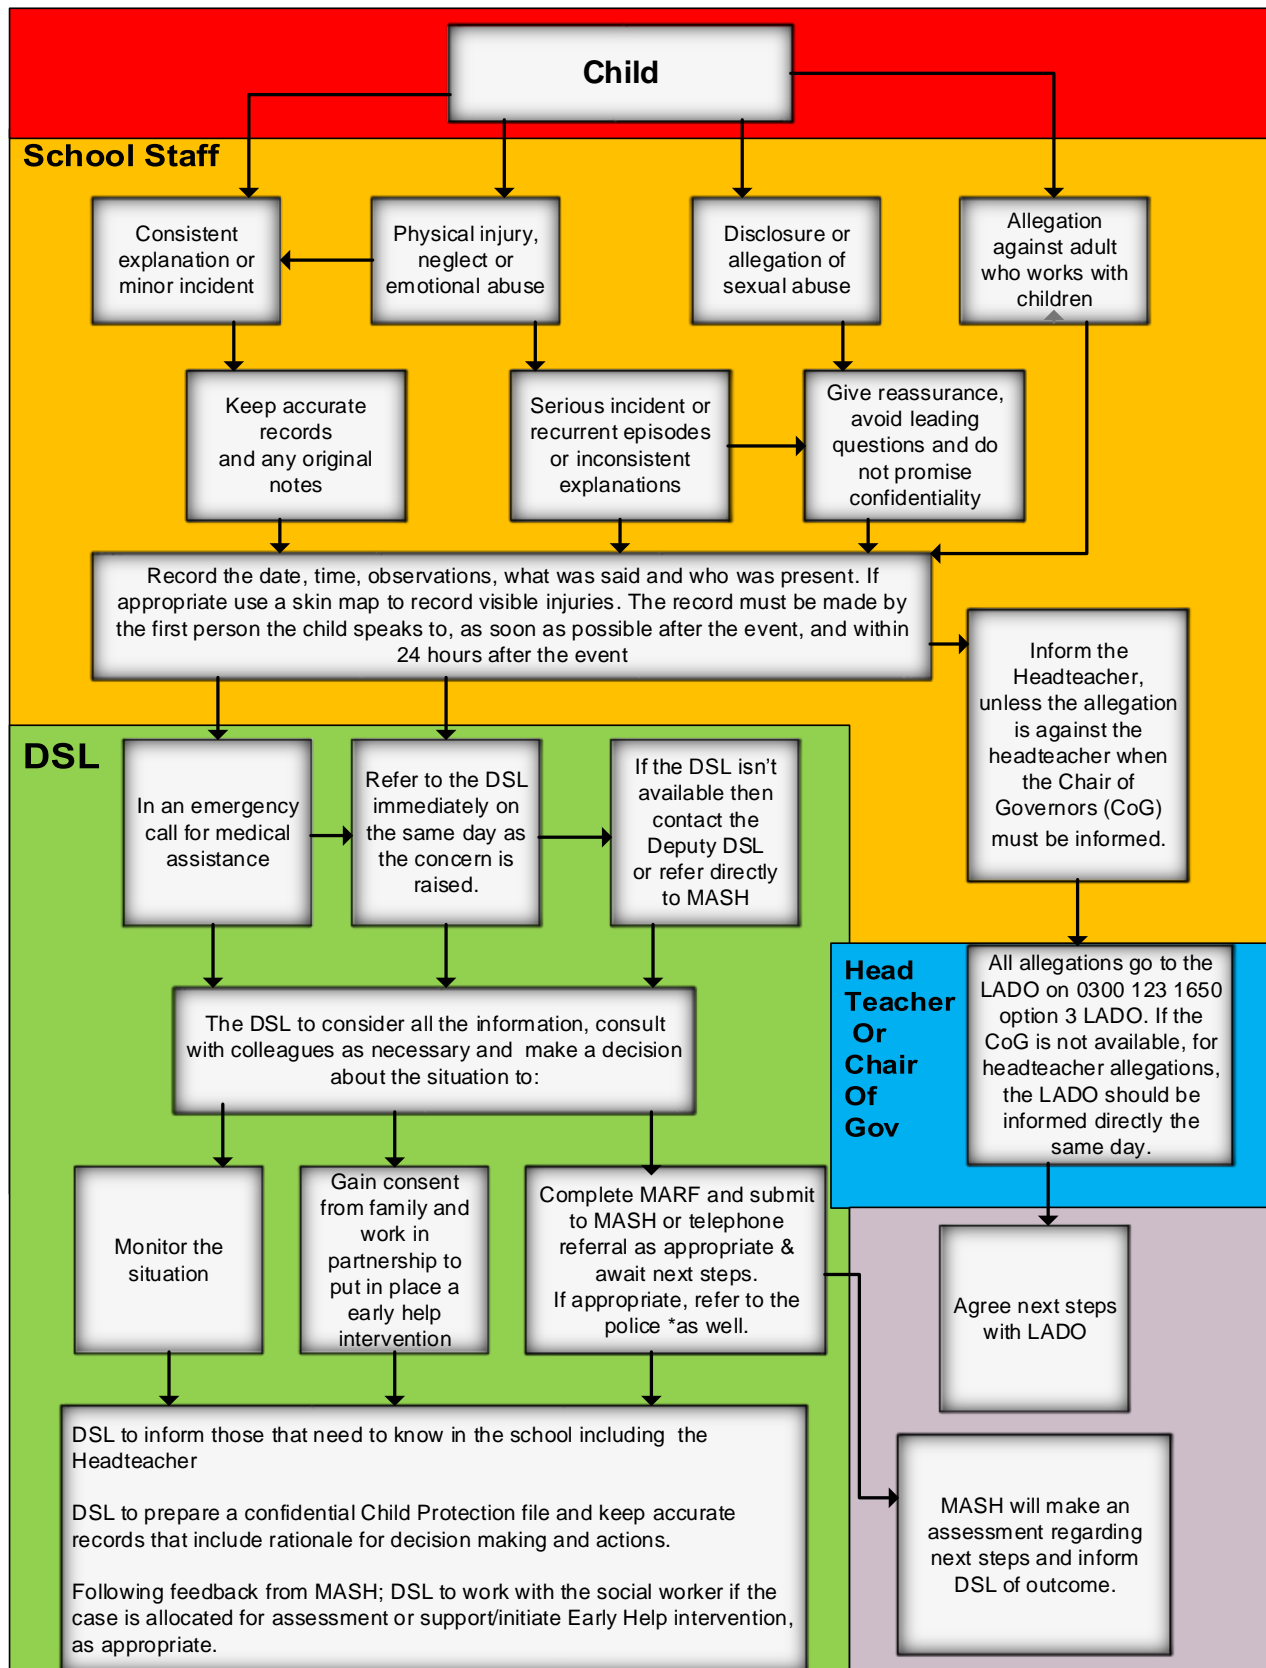 Child
School Staff
Consistent
explanation or
minor incident
Physical injury,
neglect or
emotional abuse
Disclosure or
allegation of
sexual abuse
Allegation
against adult
who works with
children
Keep accurate
records
and any original
notes
Serious incident or
recurrent episodes
or inconsistent
explanations
Give reassurance,
avoid leading
questions and do
not promise
confidentiality
Record the date, time, observations, what was said and who was present. If
appropriate use a skin map to record visible injuries. The record must be made by
the first person the child speaks to, as soon as possible after the event, and within
24 hours after the event
Inform the
Headteacher,
unless the allegation
is against the
headteacher when
the Chair of
Governors (CoG)
must be informed.
DSL
In an emergency
call for medical
assistance
Refer to the DSL
immediately on
the same day as
the concern is
raised.
If the DSL isn't
available then
contact the
Deputy DSL
or refer directly
to MASH
Head
Teacher
Or
Chair
Of
Gov
All allegations go to the
LADO on 0300 123 1650
option 3 LADO. If the
CoG is not available, for
headteacher allegations,
the LADO should be
informed directly the
same day.
The DSL to consider all the information, consult
with colleagues as necessary and make a decision
about the situation to:
Monitor the
situation
Gain consent
from family and
work in
partnership to
put in place a
early help
intervention
Complete MARF and submit
to MASH or telephone
referral as appropriate &
await next steps.
If appropriate, refer to the
police *as well.
Agree next steps
with LADO
DSL to inform those that need to know in the school including the
Headteacher
DSL to prepare a confidential Child Protection file and keep accurate
records that include rationale for decision making and actions.
Following feedback from MASH; DSL to work with the social worker if the
case is allocated for assessment or support/initiate Early Help intervention,
as appropriate.
MASH will make an
assessment regarding
next steps and inform
DSL of outcome.